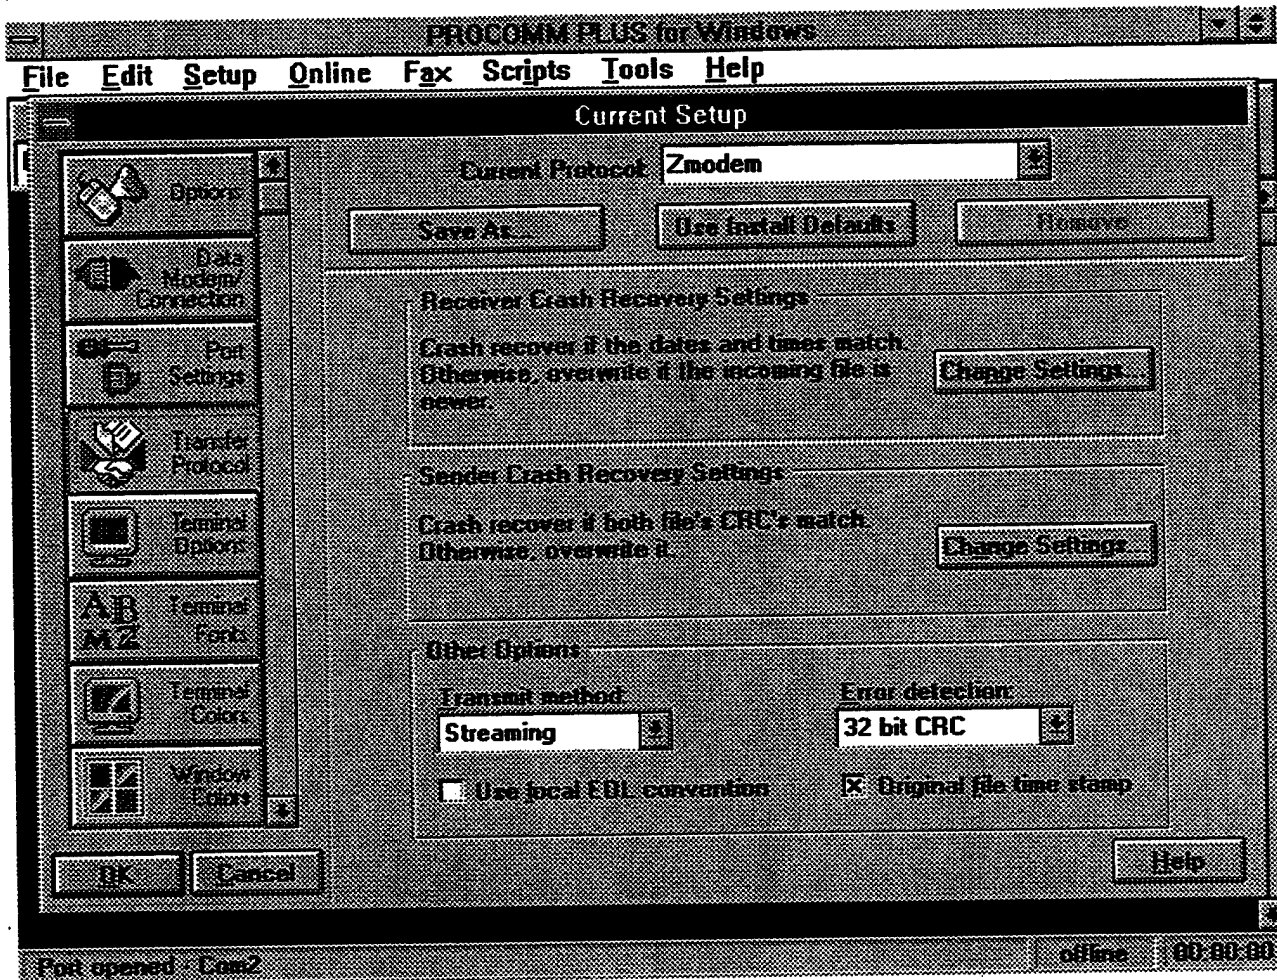 PROCOMM PLUS for Windows
File Edit Setup Online Fax Scripts Tools Help
Current Setup
Options
Data
Modem/
Connection
Port
Settings
Transfer
Protocol
Terminal
Options
AB
MZ
Terminal
Fonts
Terminal
Colors
Window
Colors
Current Protocol: Zmodem
Save As... Use Install Defaults Remove
Receiver Crash Recovery Settings
Crash recover if the dates and times match.
Otherwise, overwrite if the incoming file is
newer.
Change Settings...
Sender Crash Recovery Settings
Crash recover if both file's CRC's match.
Otherwise, overwrite it.
Change Settings...
Other Options
Transmit method: Error detection:
Streaming 32 bit CRC
Use local EOL convention Original file time stamp
OK Cancel Help
Port opened - Com2 offline 00:00:00